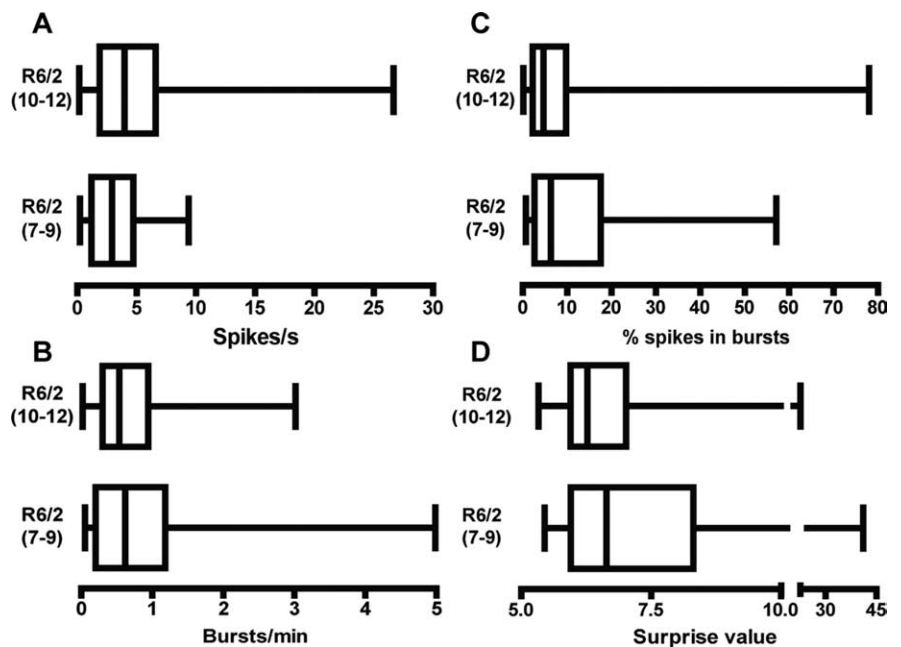 A
R6/2
(10-12)
R6/2
(7-9)
0 5 10 15 20 25 30
Spikes/s
C
R6/2
(10-12)
R6/2
(7-9)
0 10 20 30 40 50 60 70 80
% spikes in bursts
B
R6/2
(10-12)
R6/2
(7-9)
0 1 2 3 4 5
Bursts/min
D
R6/2
(10-12)
R6/2
(7-9)
5.0 7.5 10.0 30 45
Surprise value